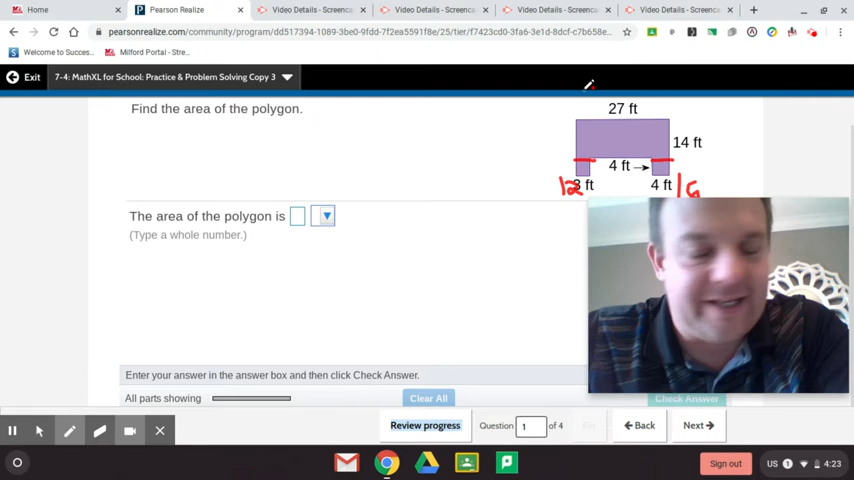 Home
Pearson Realize
Video Details - Screenca
Video Details - Screenc
Video Details - Screenc
Video Details - Screenc
pearsonrealize.com/community/program/dd517394-1089-3be0-9fdd-7f2ea5591f8e/25/tier/f7423cd0-3fa6-3e1d-8dcf-c7b658e...
Welcome to Succes...
Milford Portal - Stre...
Exit
7-4: MathXL for School: Practice & Problem Solving Copy 3
Find the area of the polygon.
27 ft
14 ft
4 ft
12
3 ft
4 ft
16
The area of the polygon is
(Type a whole number.)
Enter your answer in the answer box and then click Check Answer.
All parts showing
Clear All
Check Answer
Review progress
Question
1
of 4
Back
Next
Sign out
US
1
4:23